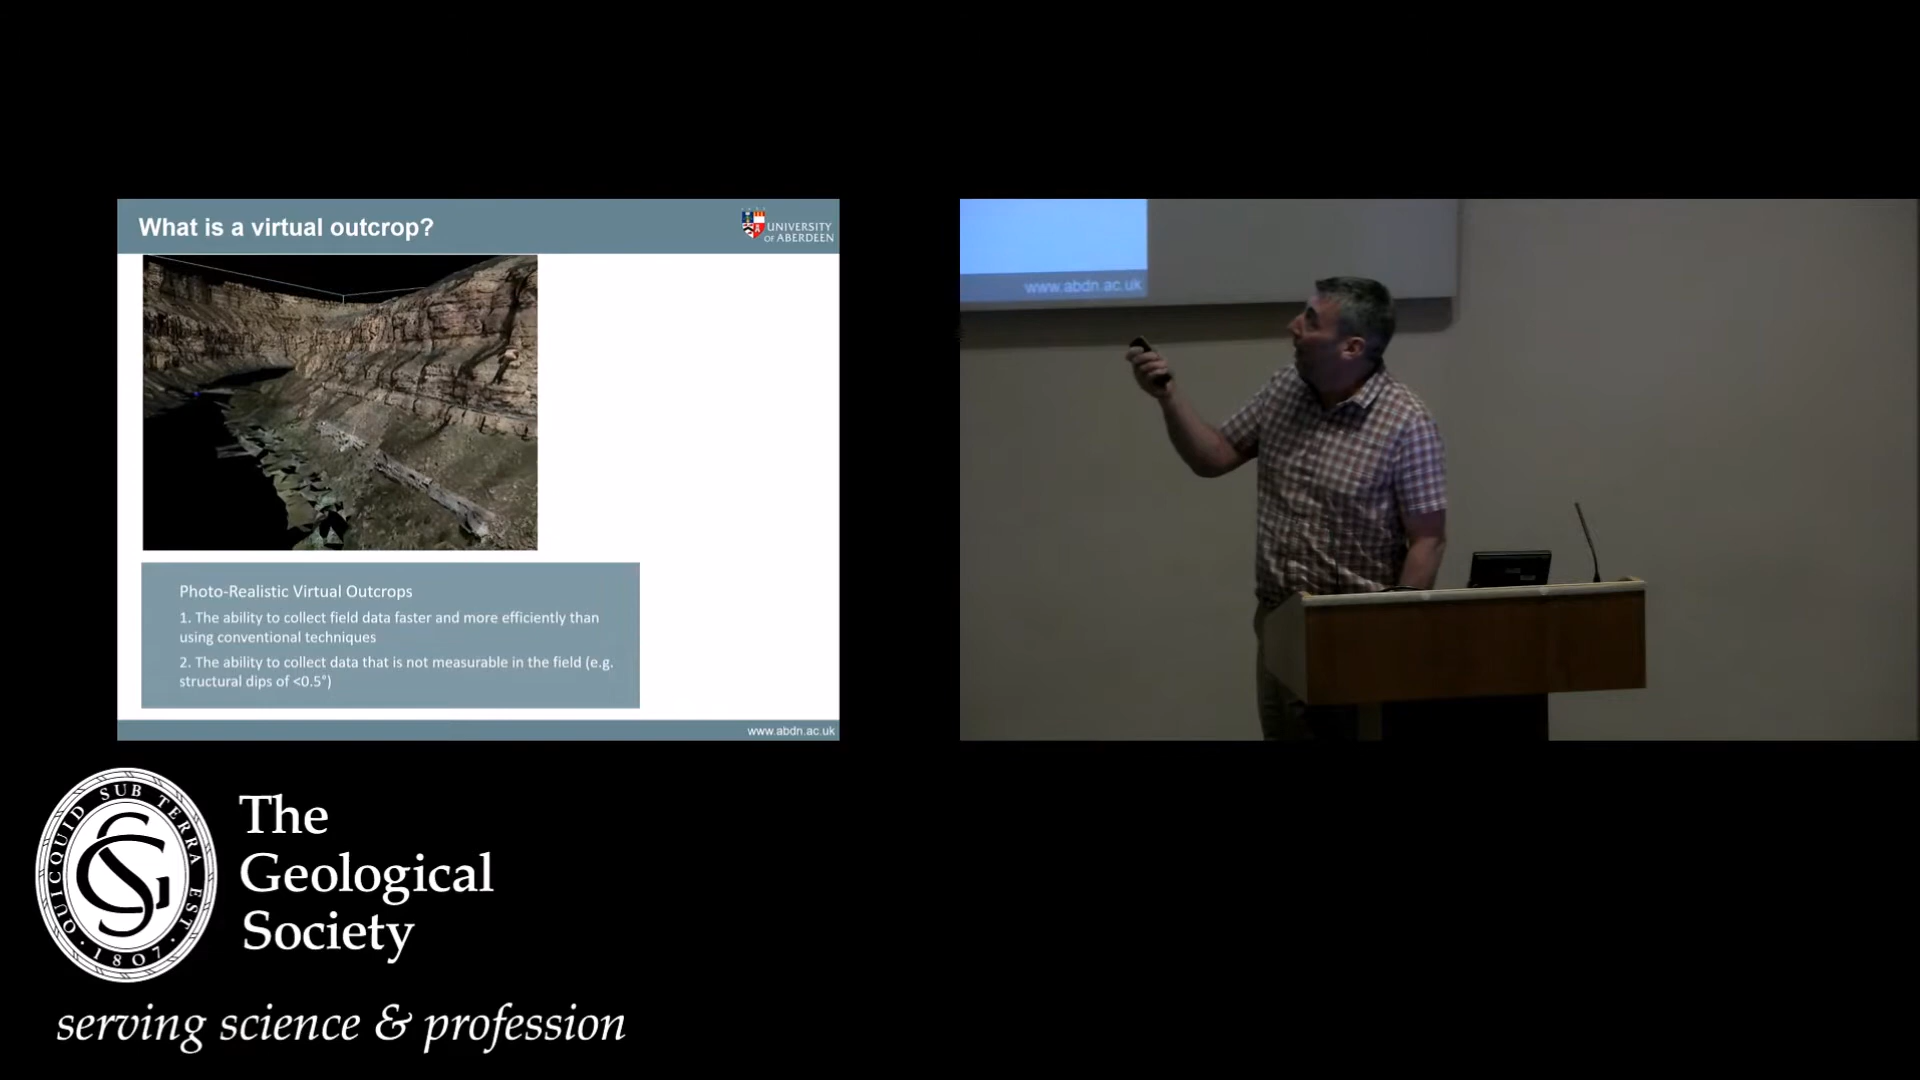 What is a virtual outcrop?
UNIVERSITY
OF ABERDEEN
Photo-Realistic Virtual Outcrops
1. The ability to collect field data faster and more efficiently than
using conventional techniques
2. The ability to collect data that is not measurable in the field (e.g.
structural dips of <0.5°)
www.abdn.ac.uk
www.abdn.ac.uk
QUICQUID SUB TERRA EST
1807
GS
The
Geological
Society
serving science & profession